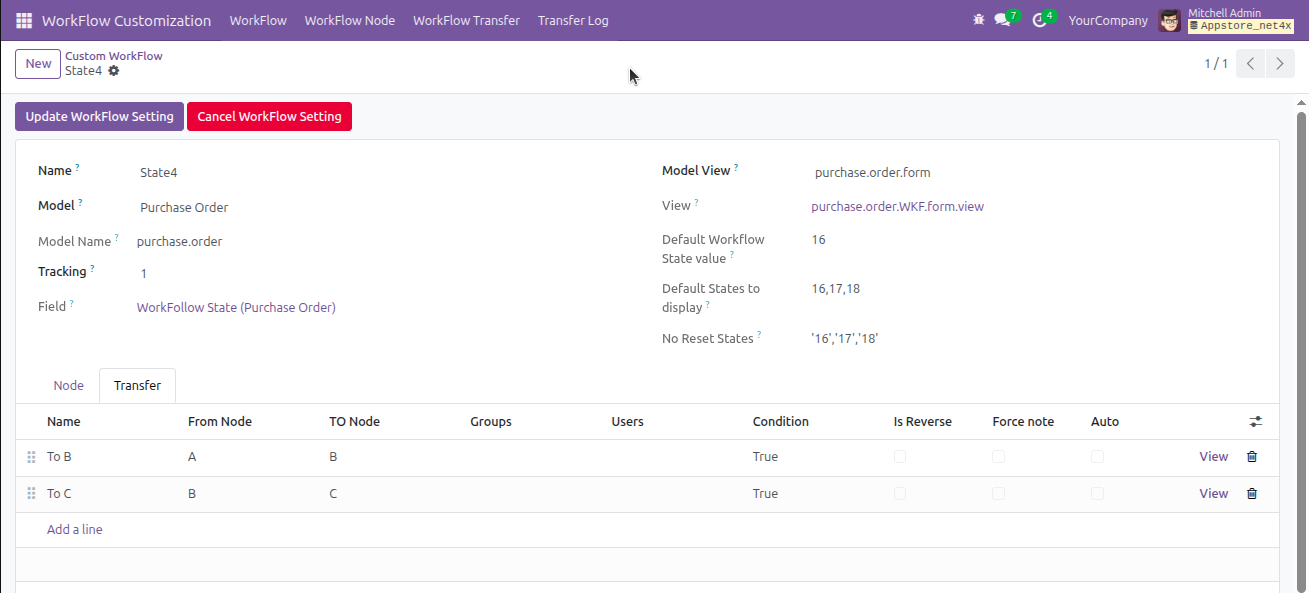 WorkFlow Customization WorkFlow WorkFlow Node WorkFlow Transfer Transfer Log 7 4 YourCompany Mitchell Admin
Appstore_net4x
New Custom WorkFlow
State4 1 / 1
Update WorkFlow Setting Cancel WorkFlow Setting
Name ? State4 Model View ? purchase.order.form
Model ? Purchase Order View ? purchase.order.WKF.form.view
Model Name ? purchase.order Default Workflow
State value ? 16
Tracking ? 1 Default States to
display ? 16,17,18
Field ? WorkFollow State (Purchase Order) No Reset States ? '16','17','18'
Node Transfer
Name From Node TO Node Groups Users Condition Is Reverse Force note Auto
To B A B True View
To C B C True View
Add a line